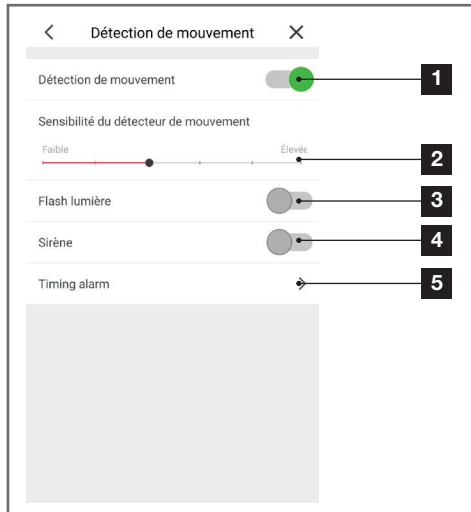 Détection de mouvement
Détection de mouvement 1
Sensibilité du détecteur de mouvement
Faible Élevée 2
Flash lumière 3
Sirène 4
Timing alarm 5